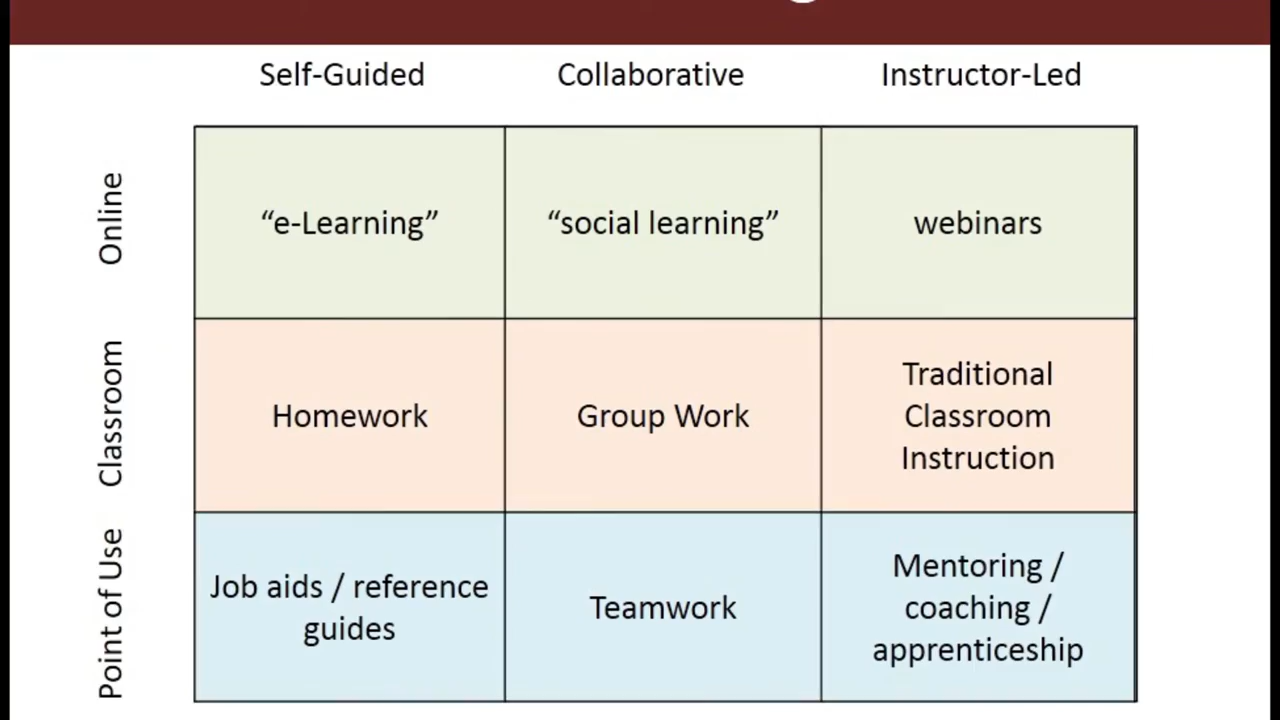 Self-Guided Collaborative Instructor-Led
Online
“e-Learning” “social learning” webinars
Classroom
Homework Group Work Traditional
Classroom
Instruction
Point of Use
Job aids / reference
guides
Teamwork
Mentoring /
coaching /
apprenticeship